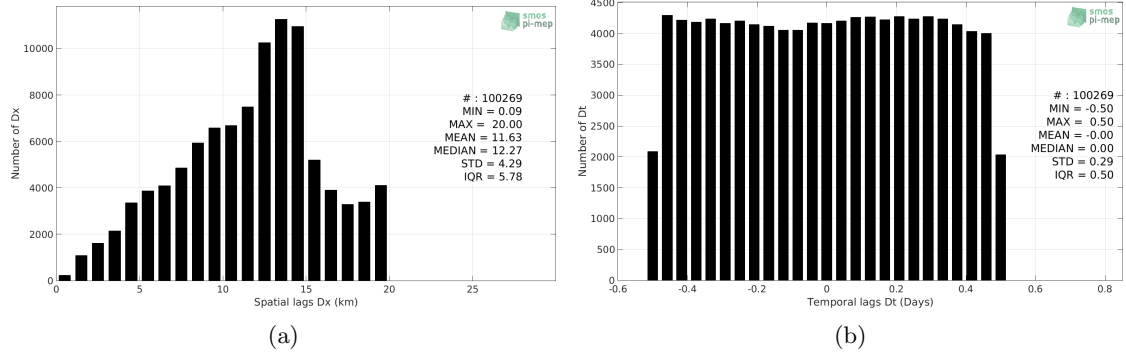 smos
pi-mep
10000
8000
6000
4000
2000
0
Number of Dx
# : 100269
MIN = 0.09
MAX = 20.00
MEAN = 11.63
MEDIAN = 12.27
STD = 4.29
IQR = 5.78
0 5 10 15 20 25
Spatial lags Dx (km)
(a)
smos
pi-mep
4500
4000
3500
3000
2500
2000
1500
1000
500
0
Number of Dt
# : 100269
MIN = -0.50
MAX = 0.50
MEAN = -0.00
MEDIAN = 0.00
STD = 0.29
IQR = 0.50
-0.6 -0.4 -0.2 0 0.2 0.4 0.6 0.8
Temporal lags Dt (Days)
(b)